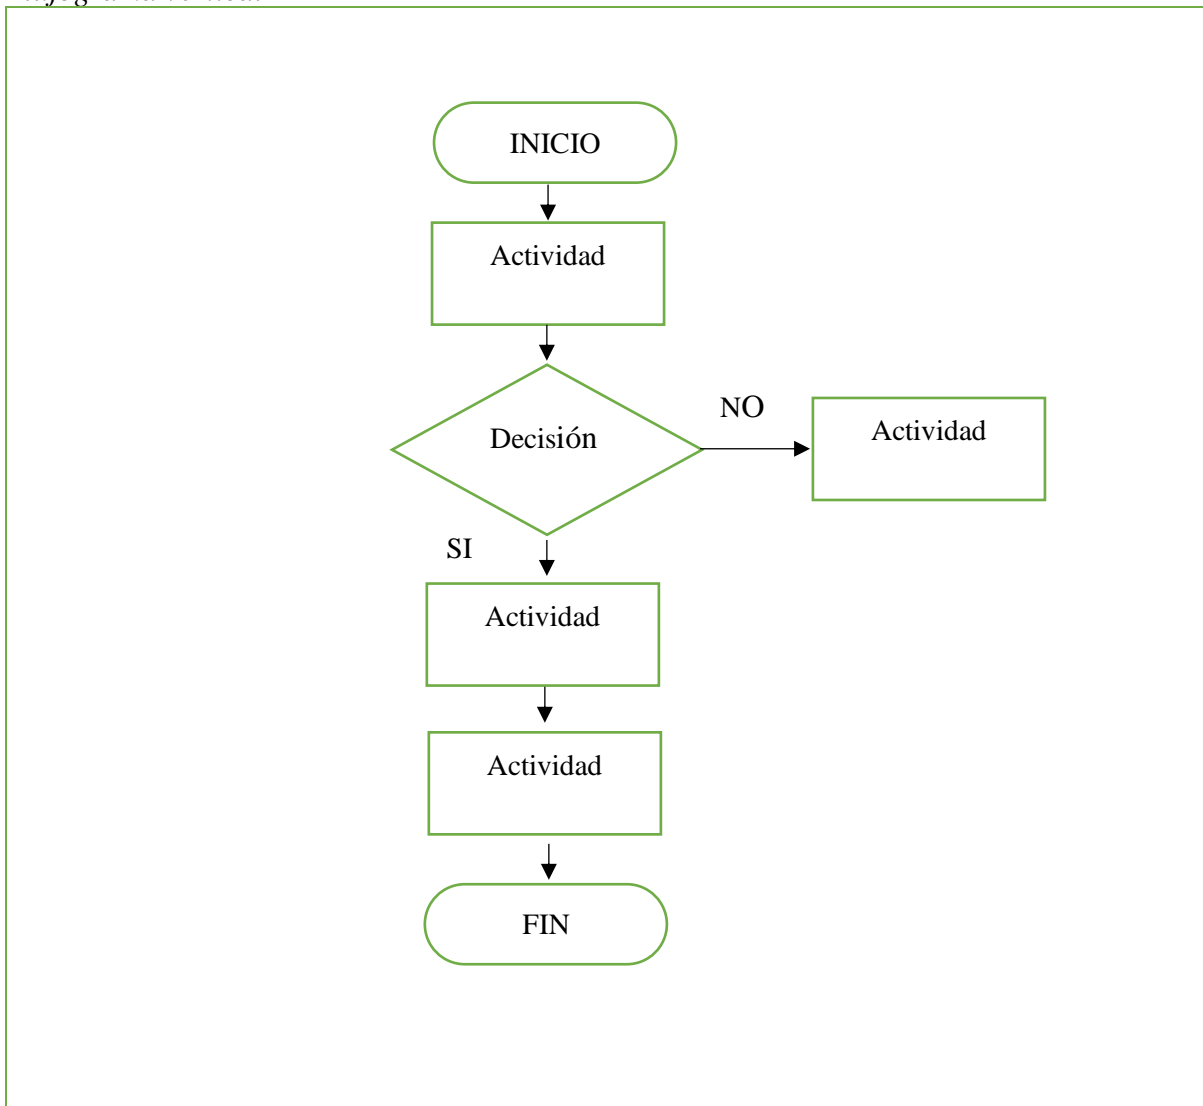 INICIO
Actividad
NO
Decisión
Actividad
SI
Actividad
Actividad
FIN